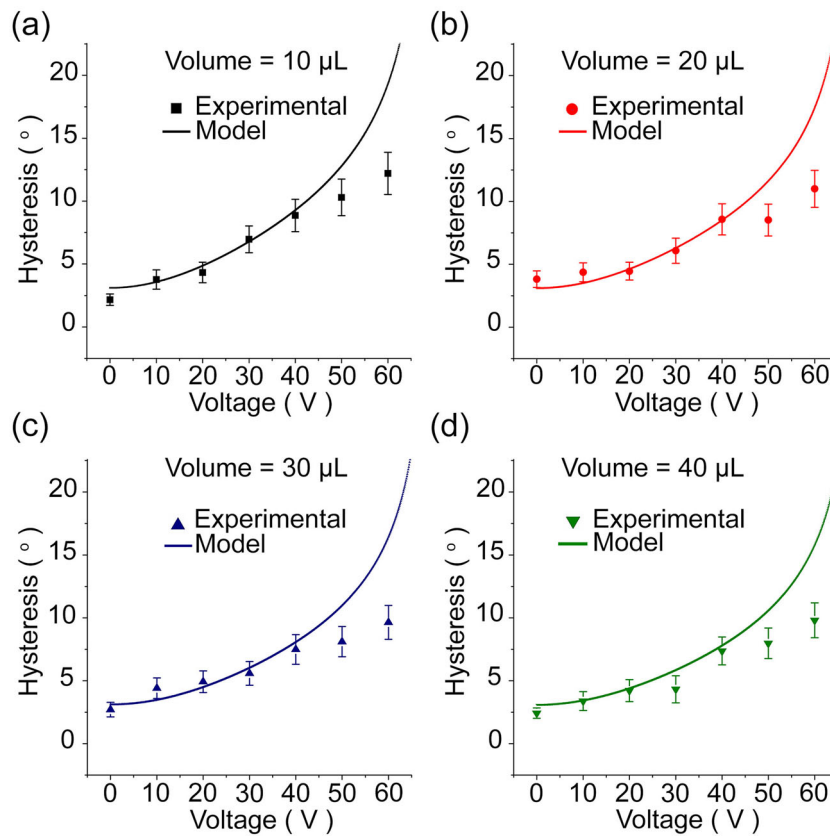 (a)
Volume = 10 µL
Experimental
Model
Hysteresis ( o )
20
15
10
5
0
0 10 20 30 40 50 60
Voltage ( V )
(b)
Volume = 20 µL
Experimental
Model
Hysteresis ( o )
20
15
10
5
0
0 10 20 30 40 50 60
Voltage ( V )
(c)
Volume = 30 µL
Experimental
Model
Hysteresis ( o )
20
15
10
5
0
0 10 20 30 40 50 60
Voltage ( V )
(d)
Volume = 40 µL
Experimental
Model
Hysteresis ( o )
20
15
10
5
0
0 10 20 30 40 50 60
Voltage ( V )